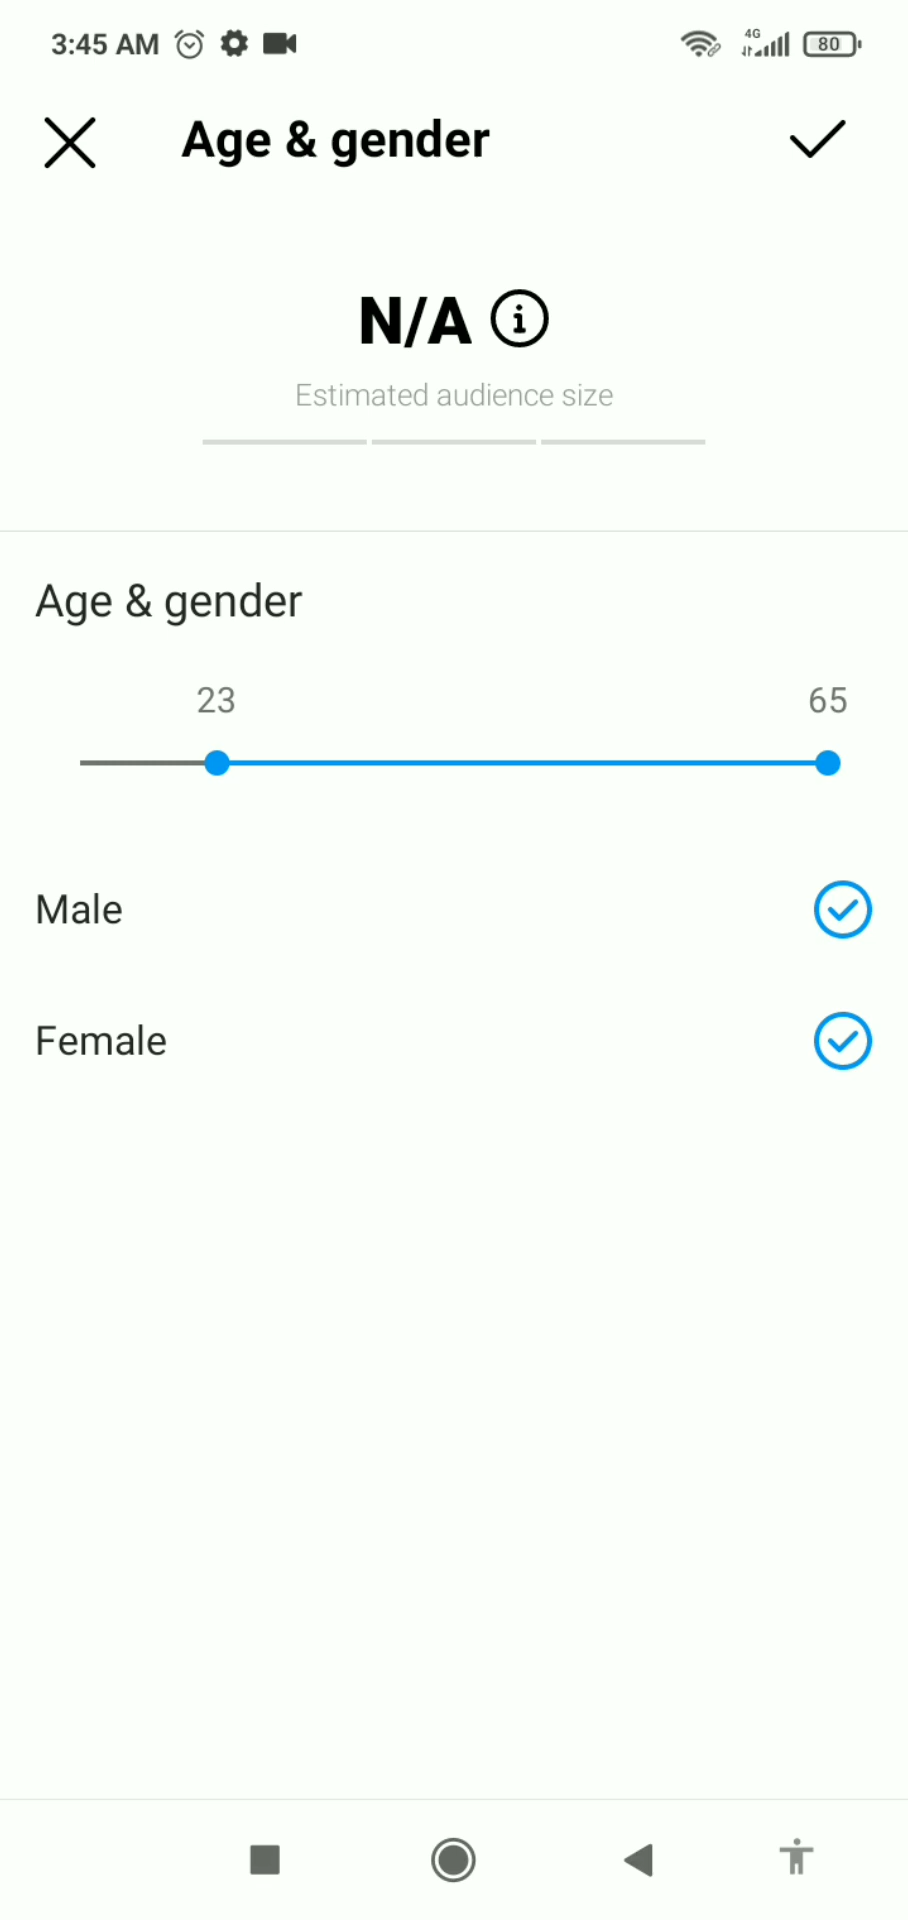 3:45 AM 4G 80
Age & gender
N/A
Estimated audience size
Age & gender
23 65
Male
Female